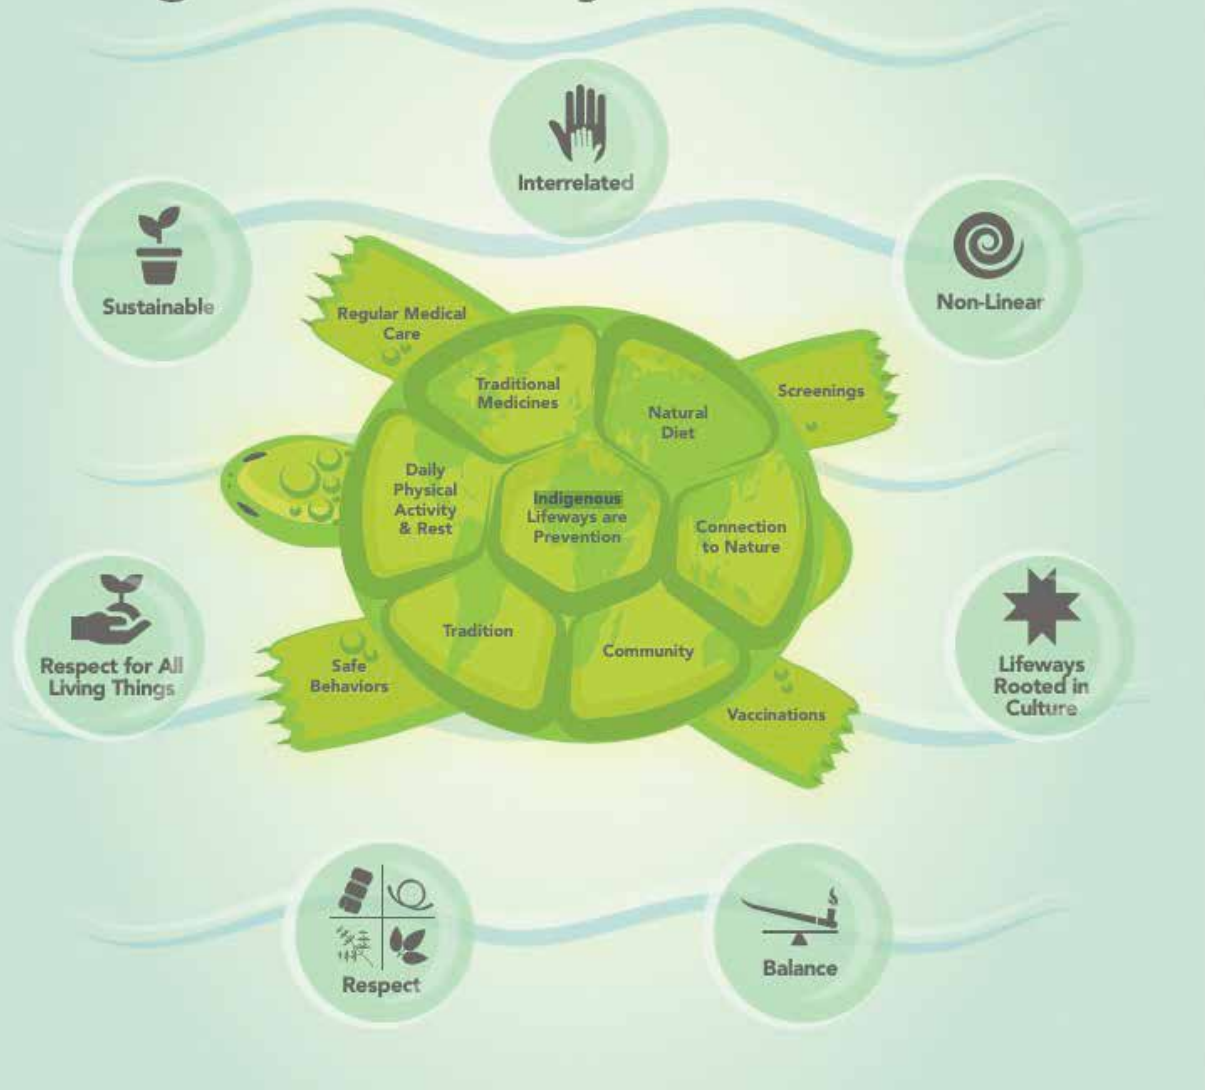 Interrelated
Sustainable
Non-Linear
Regular Medical
Care
Traditional
Medicines
Natural
Diet
Screenings
Daily
Physical
Activity
& Rest
Indigenous
Lifeways are
Prevention
Connection
to Nature
Tradition
Community
Safe
Behaviors
Vaccinations
Respect for All
Living Things
Lifeways
Rooted in
Culture
Respect
Balance